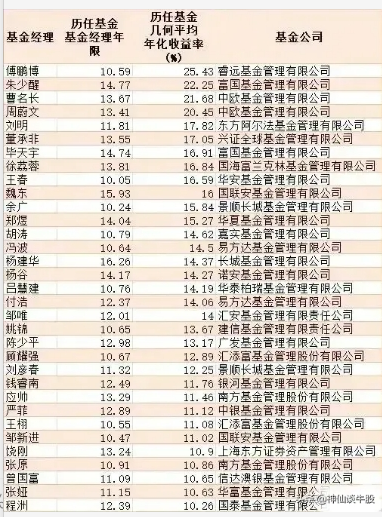 基金经理 历任基金基金经理年限 历任基金几何平均年化收益率(%) 基金公司
傅鹏博 10.59 25.43 睿远基金管理有限公司
朱少醒 14.77 22.25 富国基金管理有限公司
曹名长 13.67 21.68 中欧基金管理有限公司
周蔚文 13.41 20.45 中欧基金管理有限公司
刘明 11.81 17.82 东方阿尔法基金管理有限公司
董承非 13.55 17.05 兴证全球基金管理有限公司
毕天宇 14.74 16.91 富国基金管理有限公司
徐荔蓉 13.81 16.84 国海富兰克林基金管理有限公司
王春 10.05 16.59 华安基金管理有限公司
魏东 15.93 16 国联安基金管理有限公司
余广 10.24 15.84 景顺长城基金管理有限公司
郑煜 14.04 15.27 华夏基金管理有限公司
胡涛 10.79 14.62 嘉实基金管理有限公司
冯波 10.64 14.5 易方达基金管理有限公司
杨建华 16.26 14.37 长城基金管理有限公司
杨谷 14.17 14.27 诺安基金管理有限公司
吕慧建 10.76 14.19 华泰柏瑞基金管理有限公司
付浩 12.37 14.06 易方达基金管理有限公司
邹唯 12.01 14 汇安基金管理有限责任公司
姚锦 10.65 13.67 建信基金管理有限责任公司
陈少平 12.98 13.17 广发基金管理有限公司
顾耀强 10.67 12.89 汇添富基金管理股份有限公司
刘彦春 11.32 12.25 景顺长城基金管理有限公司
钱睿南 12.49 11.76 银河基金管理有限公司
应帅 13.29 11.46 南方基金管理股份有限公司
严菲 12.89 11.12 中银基金管理有限公司
王栩 10.55 11.08 汇添富基金管理股份有限公司
邹新进 10.47 11.02 国联安基金管理有限公司
饶刚 13.24 10.9 上海东方证券资产管理有限公司
张原 10.91 10.86 南方基金管理股份有限公司
曾国富 11.09 10.65 信达澳银基金管理有限公司
张娅 11.15 10.63 华富基金管理有限公司
程洲 12.39 10.26 国泰基金管理有限公司
头条 @神仙谈牛股